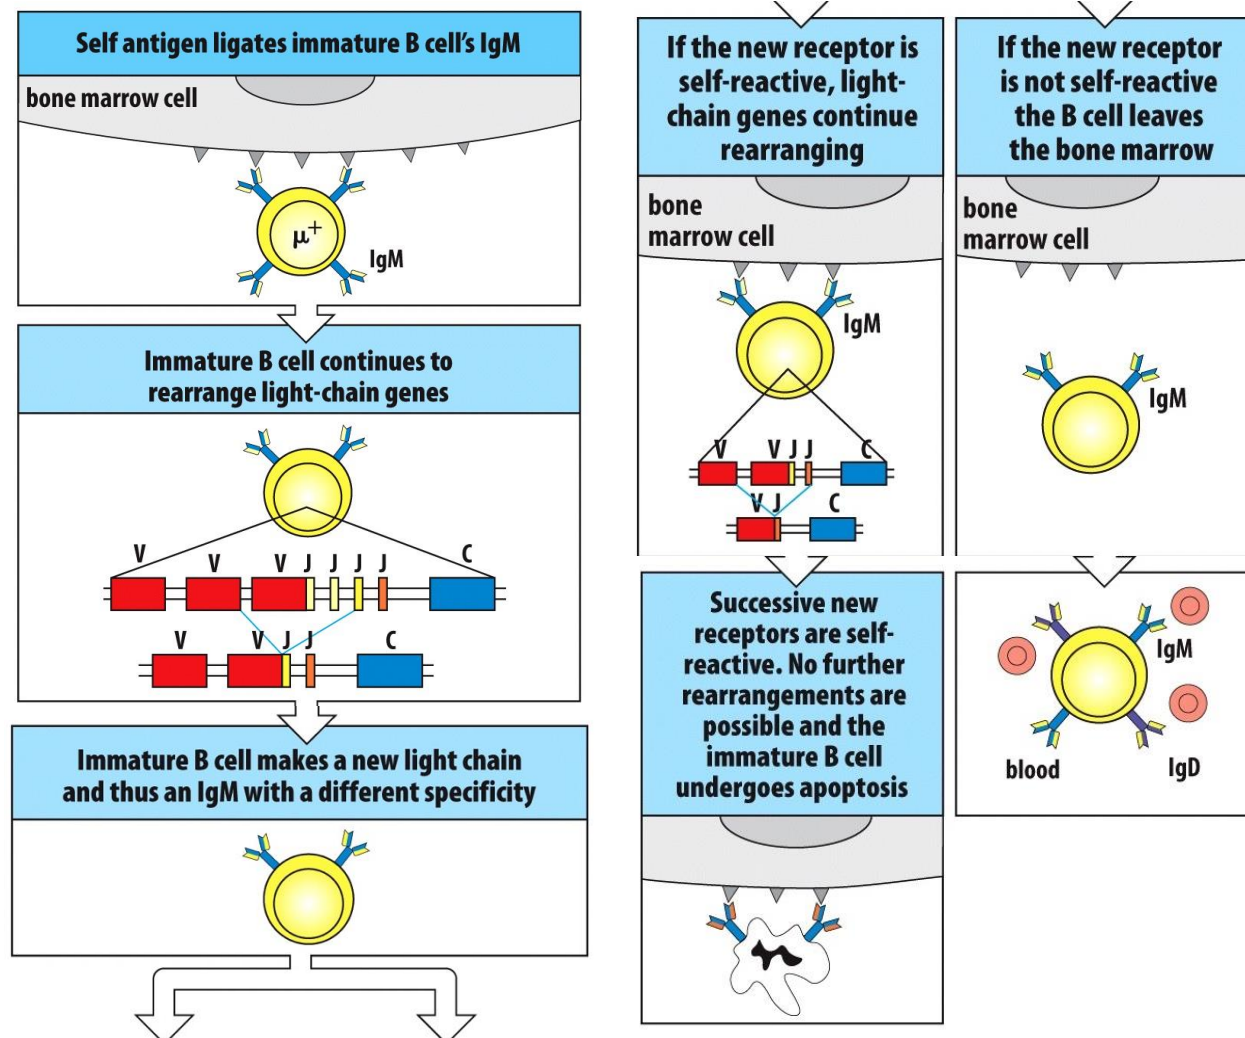 Self antigen ligates immature B cell's IgM
bone marrow cell
μ+
IgM
Immature B cell continues to
rearrange light-chain genes
V
V
V J J J
C
V
V J J
C
Immature B cell makes a new light chain
and thus an IgM with a different specificity
If the new receptor is
self-reactive, light-
chain genes continue
rearranging
bone
marrow cell
IgM
V
V J J
C
V J
C
Successive new
receptors are self-
reactive. No further
rearrangements are
possible and the
immature B cell
undergoes apoptosis
If the new receptor
is not self-reactive
the B cell leaves
the bone marrow
bone
marrow cell
IgM
IgM
blood
IgD